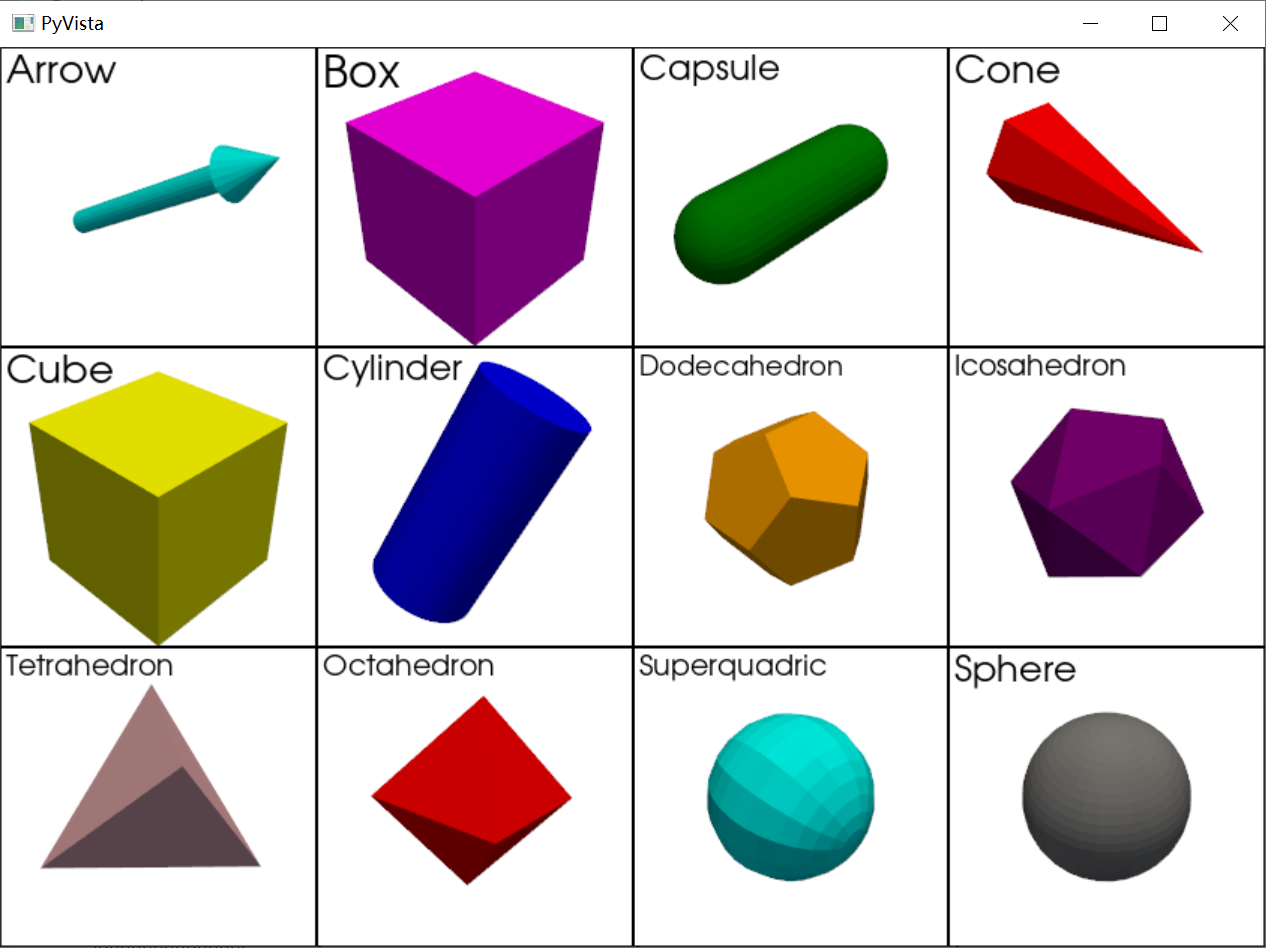 PyVista
Arrow
Box
Capsule
Cone
Cube
Cylinder
Dodecahedron
Icosahedron
Tetrahedron
Octahedron
Superquadric
Sphere